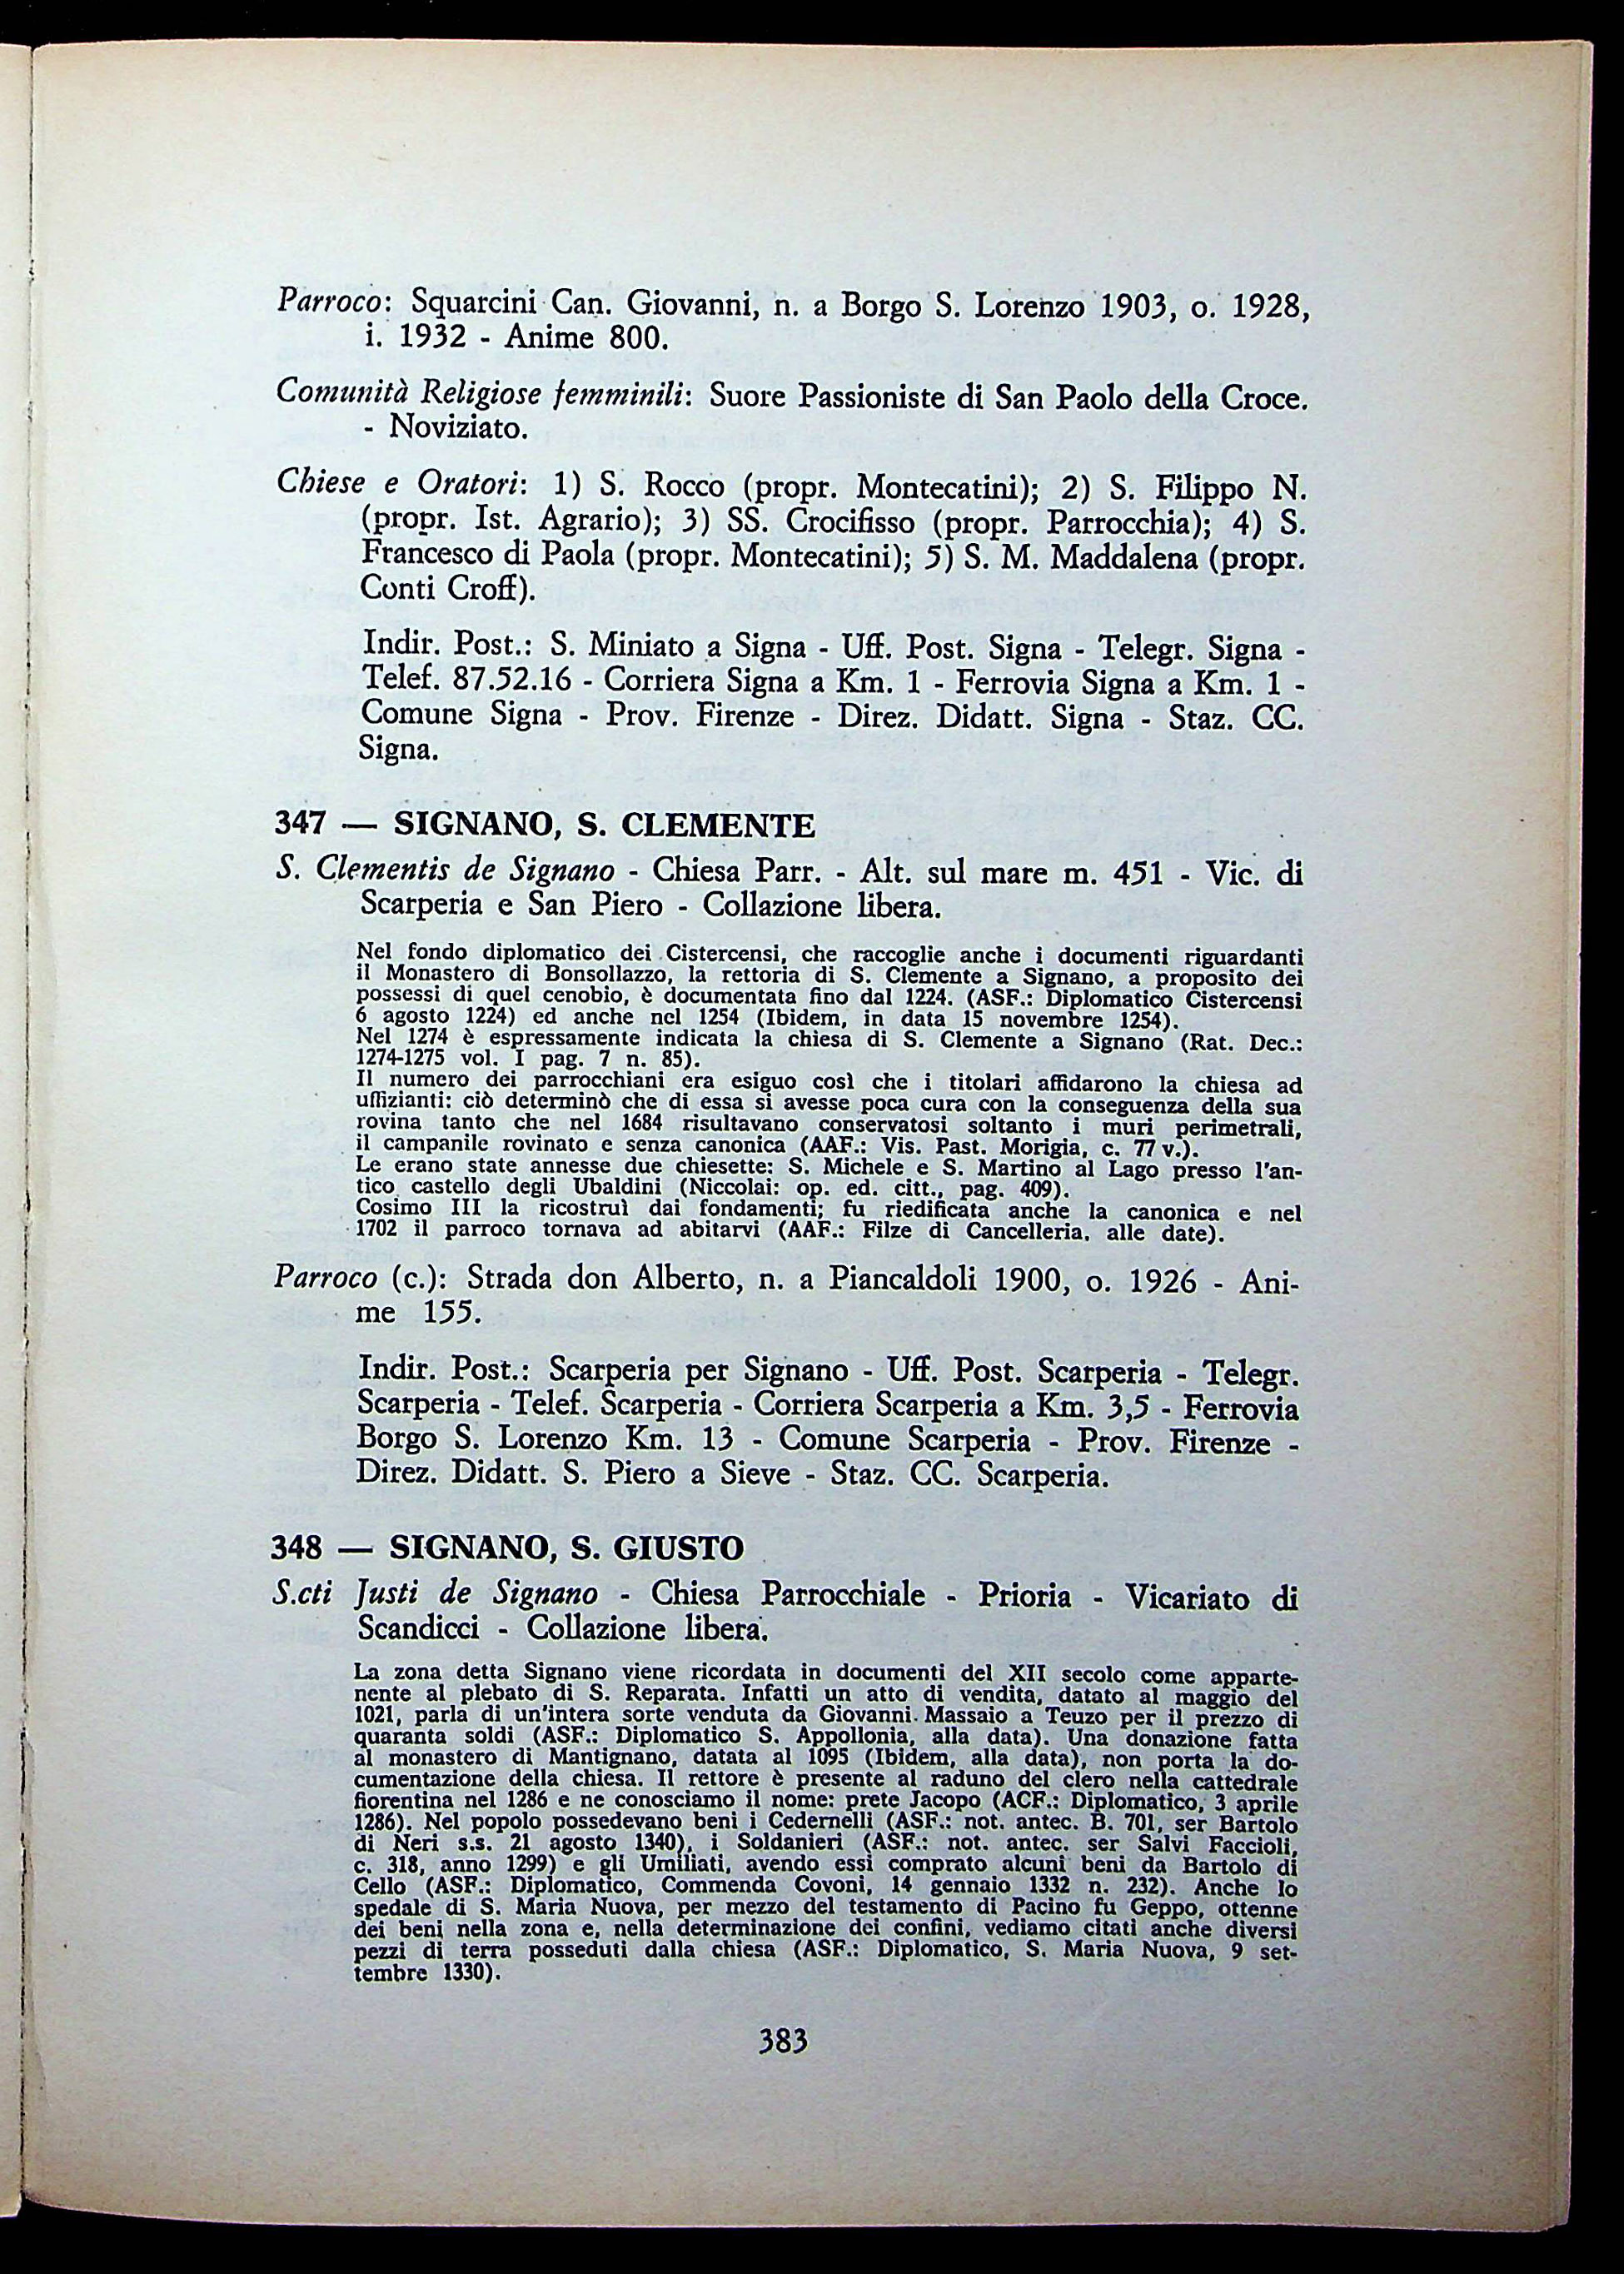 Parroco: Squarcini Can. Giovanni, n. a Borgo S. Lorenzo 1903, o. 1928,
i. 1932 - Anime 800.
Comunità Religiose femminili: Suore Passioniste di San Paolo della Croce.
- Noviziato.
Chiese e Oratori: 1) S. Rocco (propr. Montecatini); 2) S. Filippo N.
(propr. Ist. Agrario); 3) SS. Crocifisso (propr. Parrocchia); 4) S.
Francesco di Paola (propr. Montecatini); 5) S. M. Maddalena (propr.
Conti Croff).
Indir. Post.: S. Miniato a Signa - Uff. Post. Signa - Telegr. Signa -
Telef. 87.52.16 - Corriera Signa a Km. 1 - Ferrovia Signa a Km. 1 -
Comune Signa - Prov. Firenze - Direz. Didatt. Signa - Staz. CC.
Signa.
347 — SIGNANO, S. CLEMENTE
S. Clementis de Signano - Chiesa Parr. - Alt. sul mare m. 451 - Vic. di
Scarperia e San Piero - Collazione libera.
Nel fondo diplomatico dei Cistercensi, che raccoglie anche i documenti riguardanti
il Monastero di Bonsollazzo, la rettoria di S. Clemente a Signano, a proposito dei
possessi di quel cenobio, è documentata fino dal 1224. (ASF.: Diplomatico Cistercensi
6 agosto 1224) ed anche nel 1254 (Ibidem, in data 15 novembre 1254).
Nel 1274 è espressamente indicata la chiesa di S. Clemente a Signano (Rat. Dec.:
1274-1275 vol. I pag. 7 n. 85).
Il numero dei parrocchiani era esiguo così che i titolari affidarono la chiesa ad
uffizianti: ciò determinò che di essa si avesse poca cura con la conseguenza della sua
rovina tanto che nel 1684 risultavano conservatosi soltanto i muri perimetrali,
il campanile rovinato e senza canonica (AAF.: Vis. Past. Morigia, c. 77 v.).
Le erano state annesse due chiesette: S. Michele e S. Martino al Lago presso l'an-
tico castello degli Ubaldini (Niccolai: op. ed. citt., pag. 409).
Cosimo III la ricostruì dai fondamenti; fu riedificata anche la canonica e nel
1702 il parroco tornava ad abitarvi (AAF.: Filze di Cancelleria, alle date).
Parroco (c.): Strada don Alberto, n. a Piancaldoli 1900, o. 1926 - Ani-
me 155.
Indir. Post.: Scarperia per Signano - Uff. Post. Scarperia - Telegr.
Scarperia - Telef. Scarperia - Corriera Scarperia a Km. 3,5 - Ferrovia
Borgo S. Lorenzo Km. 13 - Comune Scarperia - Prov. Firenze -
Direz. Didatt. S. Piero a Sieve - Staz. CC. Scarperia.
348 — SIGNANO, S. GIUSTO
S.cti Justi de Signano - Chiesa Parrocchiale - Prioria - Vicariato di
Scandicci - Collazione libera.
La zona detta Signano viene ricordata in documenti del XII secolo come apparte-
nente al plebato di S. Reparata. Infatti un atto di vendita, datato al maggio del
1021, parla di un'intera sorte venduta da Giovanni Massaio a Teuzo per il prezzo di
quaranta soldi (ASF.: Diplomatico S. Appollonia, alla data). Una donazione fatta
al monastero di Mantignano, datata al 1095 (Ibidem, alla data), non porta la do-
cumentazione della chiesa. Il rettore è presente al raduno del clero nella cattedrale
fiorentina nel 1286 e ne conosciamo il nome: prete Jacopo (ACF.: Diplomatico, 3 aprile
1286). Nel popolo possedevano beni i Cedernelli (ASF.: not. antec. B. 701, ser Bartolo
di Neri s.s. 21 agosto 1340), i Soldanieri (ASF.: not. antec. ser Salvi Faccioli,
c. 318, anno 1299) e gli Umiliati, avendo essi comprato alcuni beni da Bartolo di
Cello (ASF.: Diplomatico, Commenda Covoni, 14 gennaio 1332 n. 232). Anche lo
spedale di S. Maria Nuova, per mezzo del testamento di Pacino fu Geppo, ottenne
dei beni nella zona e, nella determinazione dei confini, vediamo citati anche diversi
pezzi di terra posseduti dalla chiesa (ASF.: Diplomatico, S. Maria Nuova, 9 set-
tembre 1330).
383